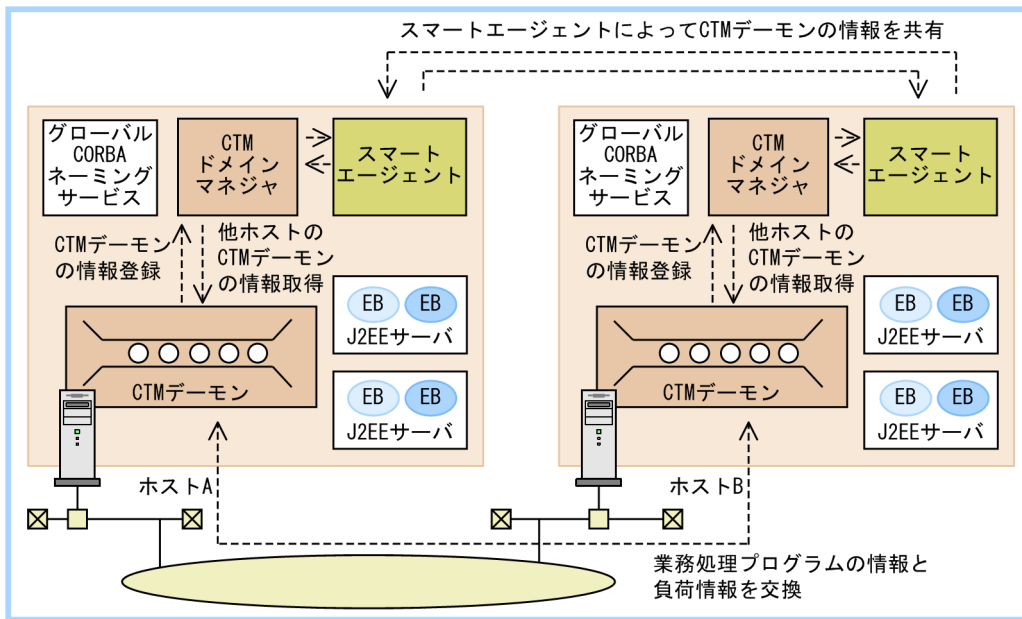 スマートエージェントによってCTMデーモンの情報を共有
グローバル
CORBA
ネーミング
サービス
CTM
ドメイン
マネジャ
スマート
エージェント
CTMデーモン
の情報登録
他ホストの
CTMデーモン
の情報取得
EB EB
J2EEサーバ
CTMデーモン
EB EB
J2EEサーバ
ホストA
グローバル
CORBA
ネーミング
サービス
CTM
ドメイン
マネジャ
スマート
エージェント
CTMデーモン
の情報登録
他ホストの
CTMデーモン
の情報取得
EB EB
J2EEサーバ
CTMデーモン
EB EB
J2EEサーバ
ホストB
業務処理プログラムの情報と
負荷情報を交換